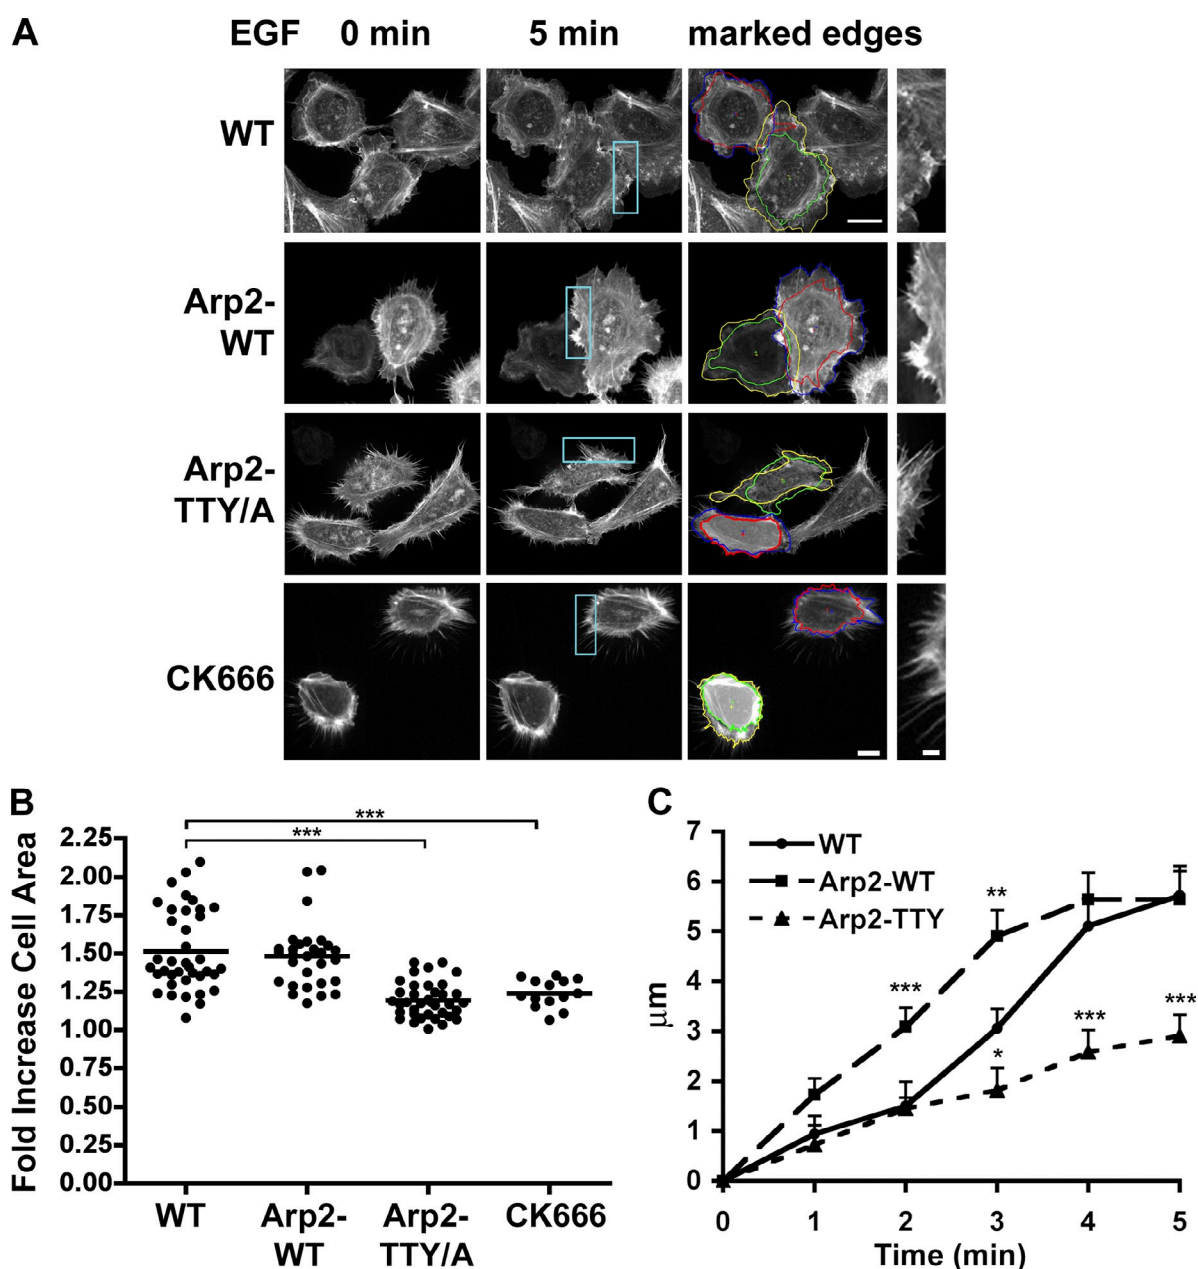 A
EGF 0 min 5 min marked edges
WT
Arp2-
WT
Arp2-
TTY/A
CK666
B
***
***
Fold Increase Cell Area
2.25
2.00
1.75
1.50
1.25
1.00
0.75
0.50
0.25
0.00
WT Arp2-WT Arp2-TTY/A CK666
C
WT
Arp2-WT
Arp2-TTY
**
***
*
***
***
µm
7
6
5
4
3
2
1
0
0 1 2 3 4 5
Time (min)